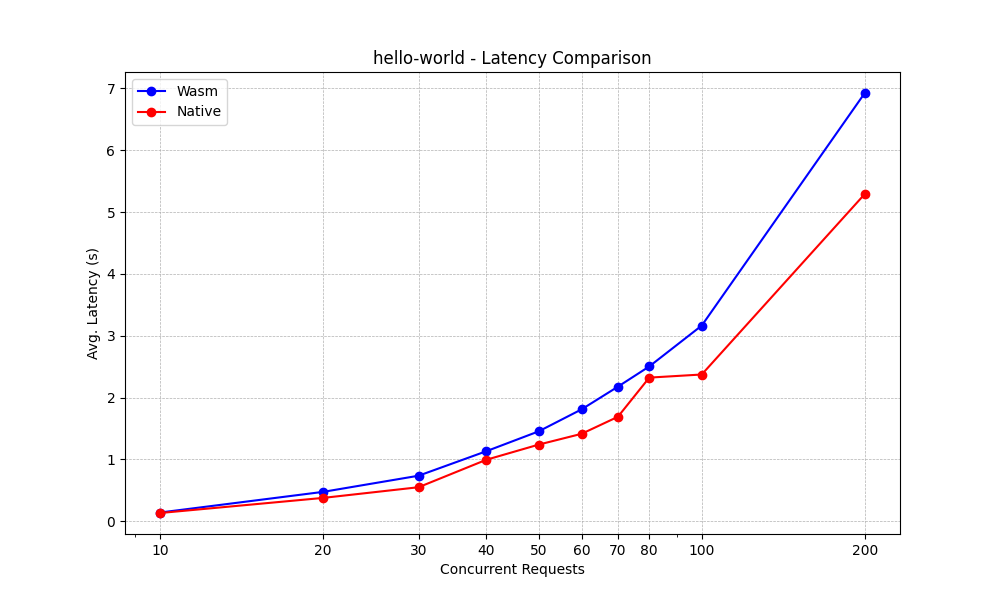 hello-world - Latency Comparison
Wasm
Native
7
6
5
4
3
2
1
0
Avg. Latency (s)
10 20 30 40 50 60 70 80 100 200
Concurrent Requests